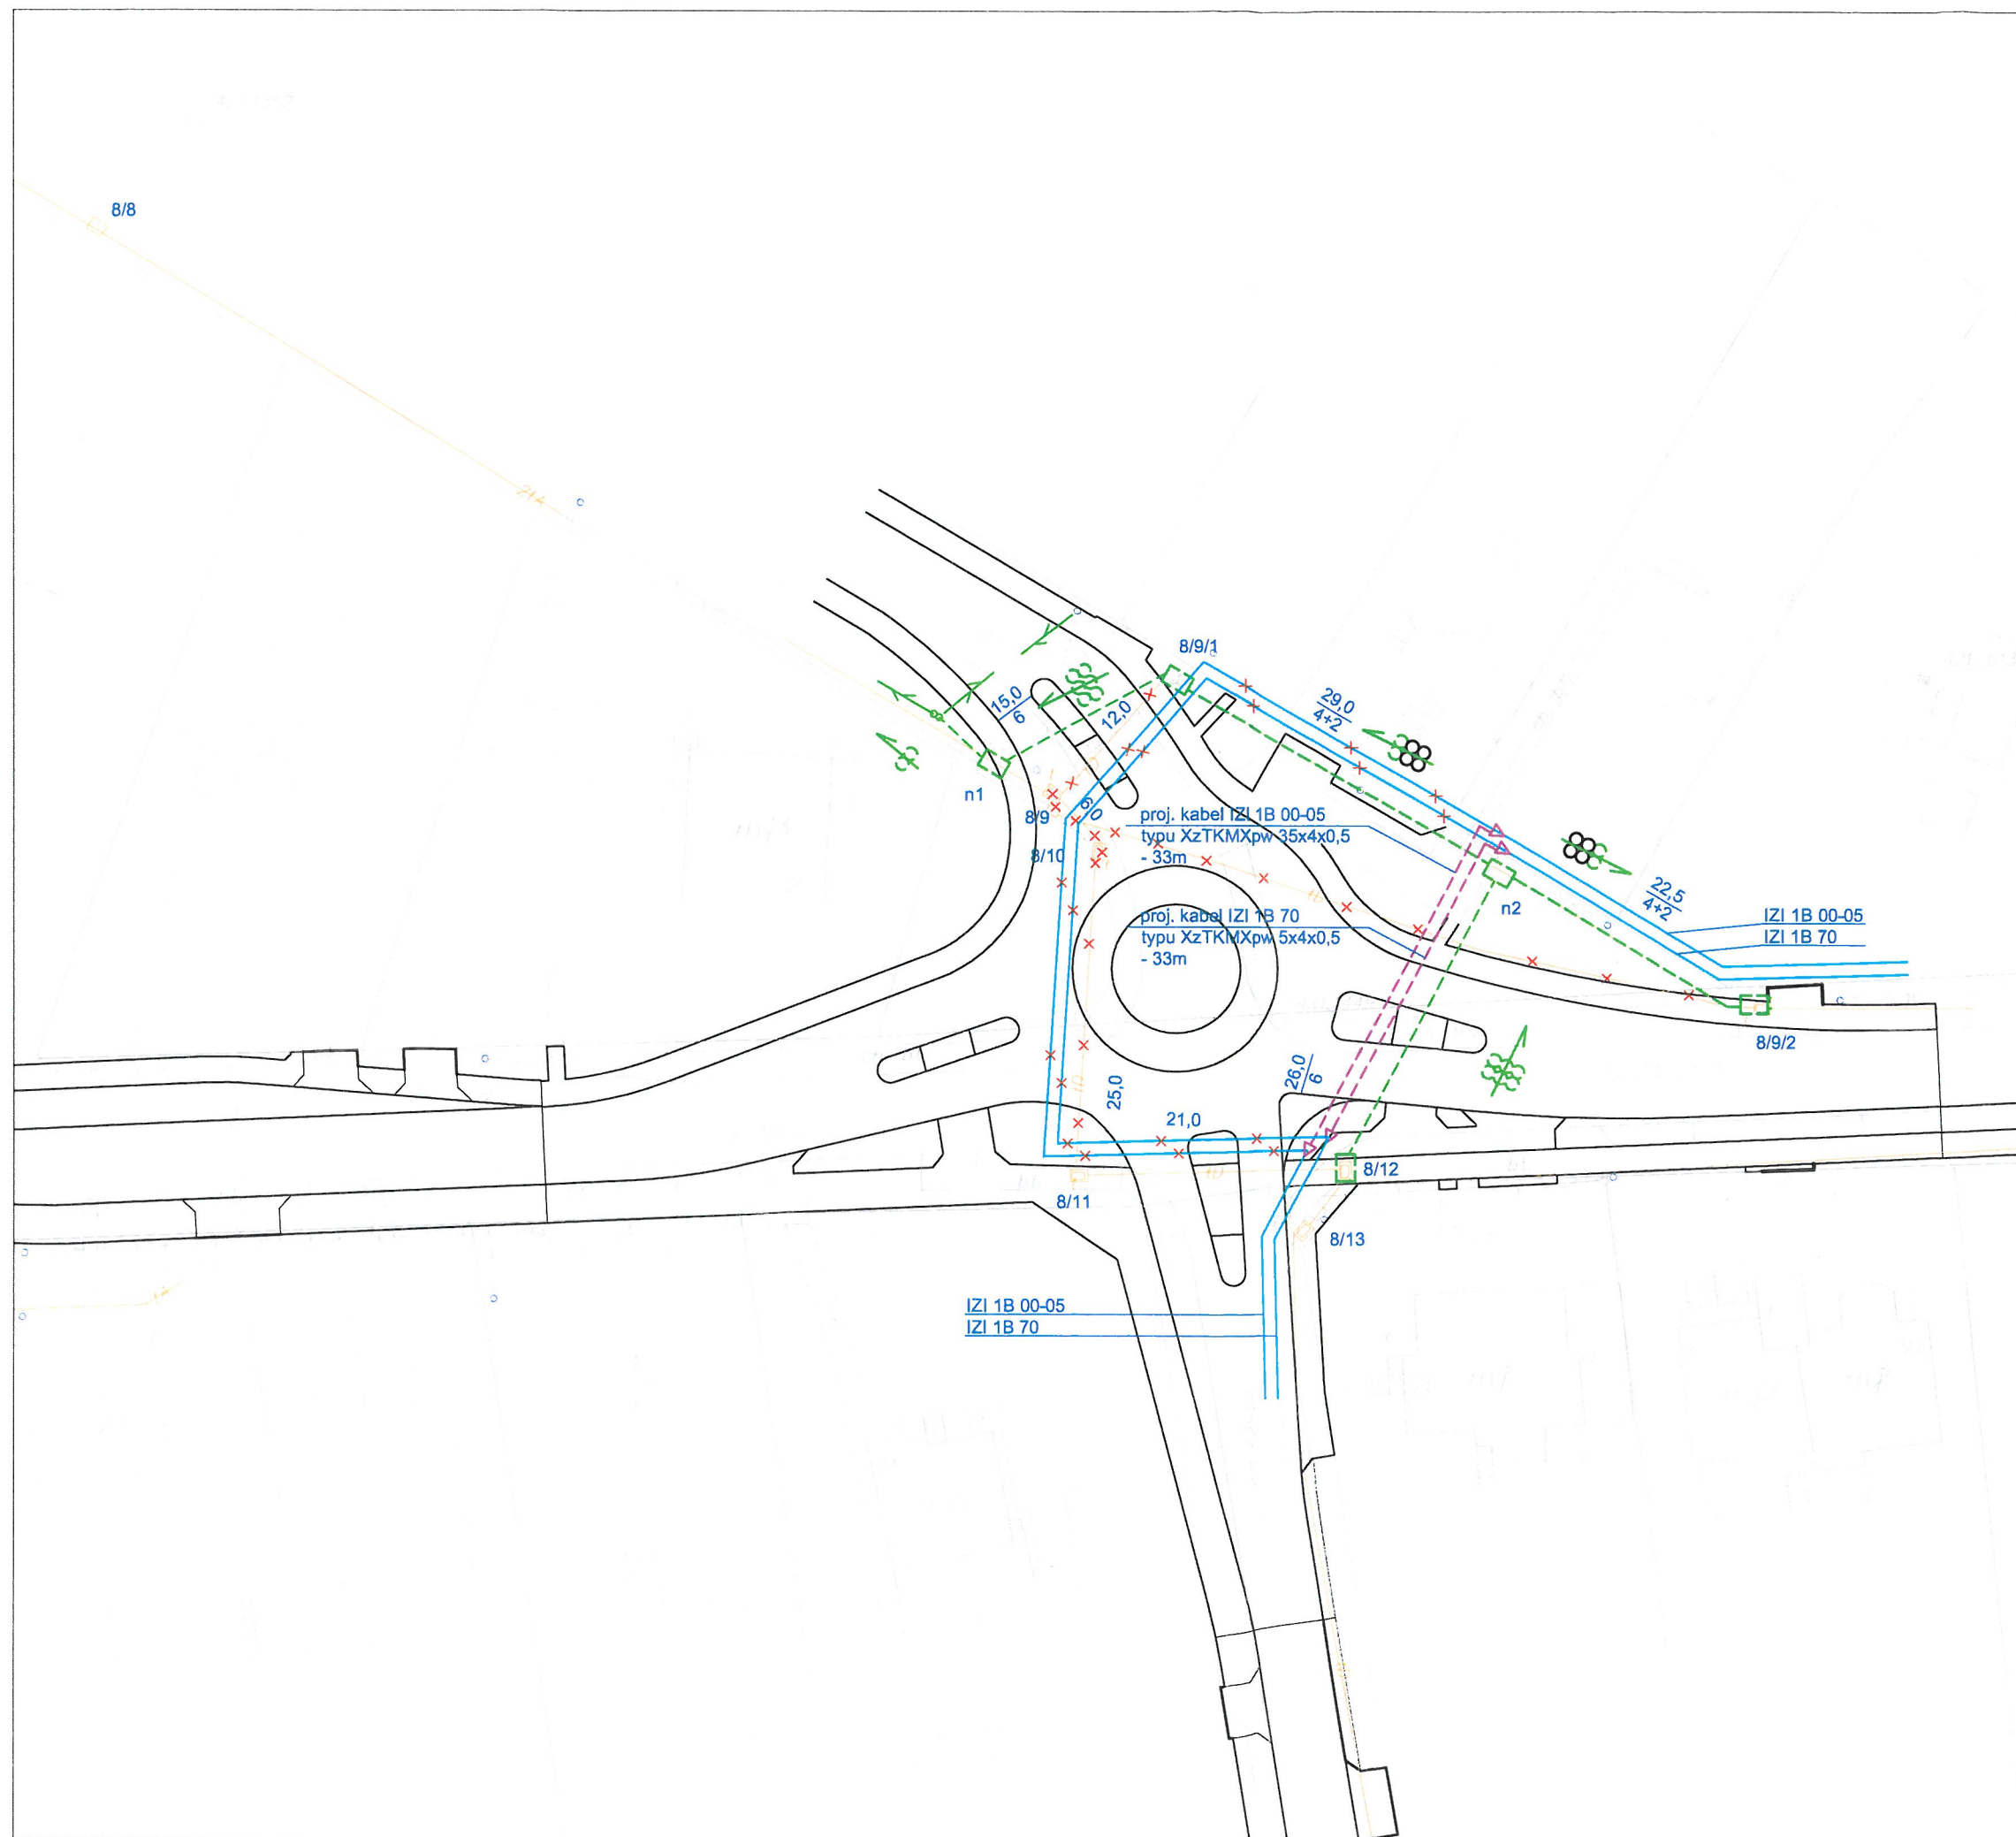 8/8
8/9/1
15,0
6
12,0
29,0
4+2
n1
8/9
6,0
proj. kabel IZI 1B 00-05
typu XzTKMXpw 35x4x0,5
- 33m
8/10
n2
22,5
4+2
proj. kabel IZI 1B 70
typu XzTKMXpw 5x4x0,5
- 33m
IZI 1B 00-05
IZI 1B 70
8/9/2
26,0
6
25,0
21,0
8/12
8/11
8/13
IZI 1B 00-05
IZI 1B 70